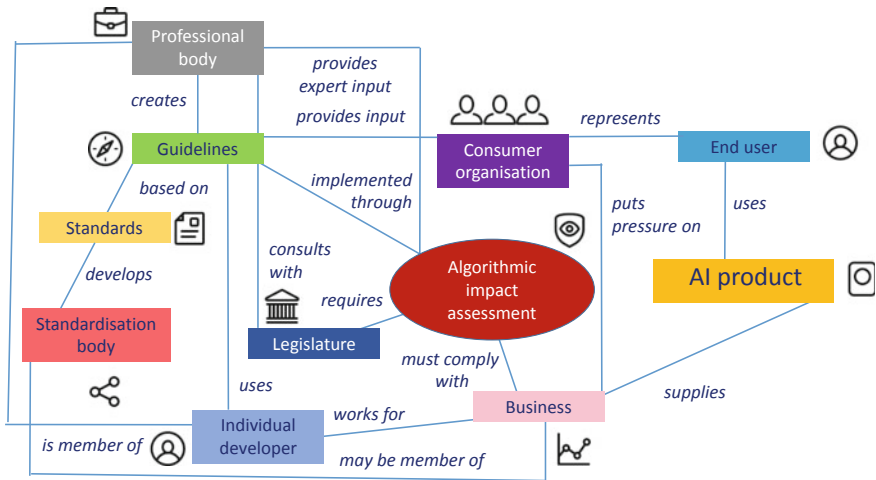 Professional
body
provides
expert input
creates
provides input
represents
Guidelines
Consumer
organisation
End user
based on
implemented
through
puts
pressure on
uses
Standards
consults
with
Algorithmic
impact
assessment
AI product
develops
requires
Standardisation
body
Legislature
must comply
with
uses
supplies
Business
works for
Individual
developer
is member of
may be member of